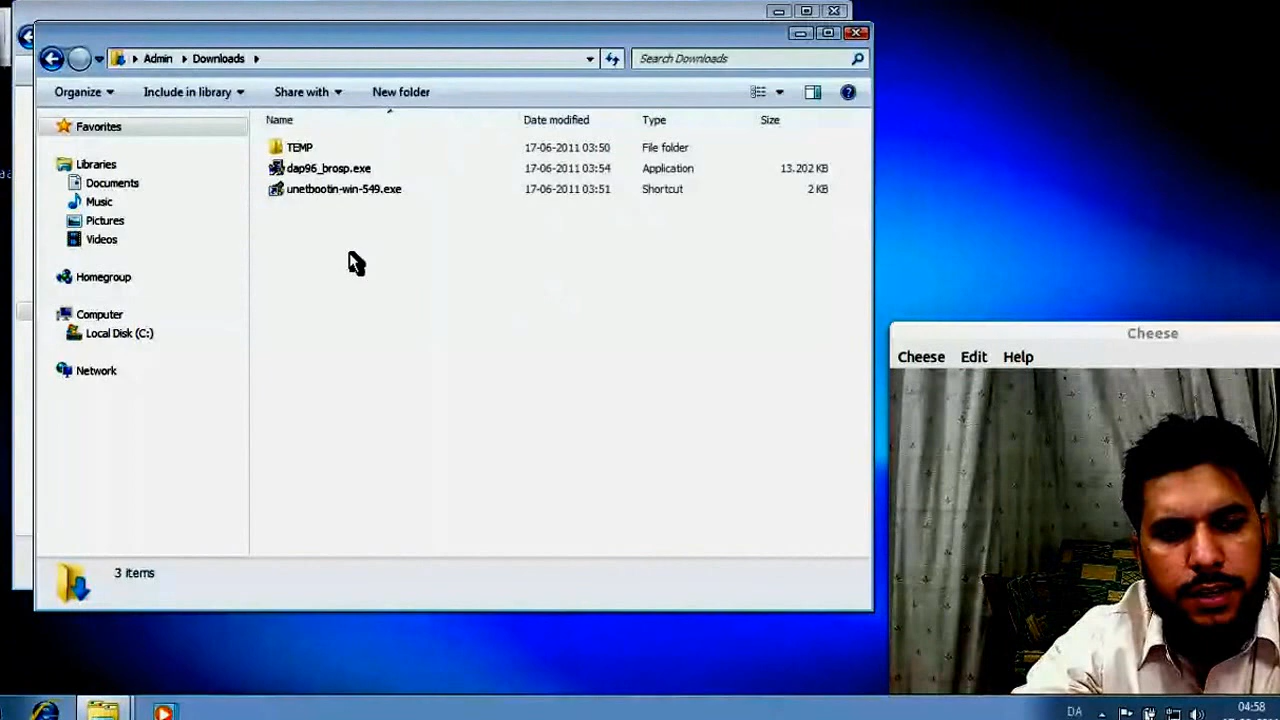 Admin Downloads
Search Downloads
Organize Include in library Share with New folder
Name Date modified Type Size
Favorites
TEMP 17-06-2011 03:50 File folder
dap96_brosp.exe 17-06-2011 03:54 Application 13.202 KB
unetbootin-win-549.exe 17-06-2011 03:51 Shortcut 2 KB
Libraries
Documents
Music
Pictures
Videos
Homegroup
Computer
Local Disk (C:)
Network
3 items
Cheese
Cheese Edit Help
DA
04:58